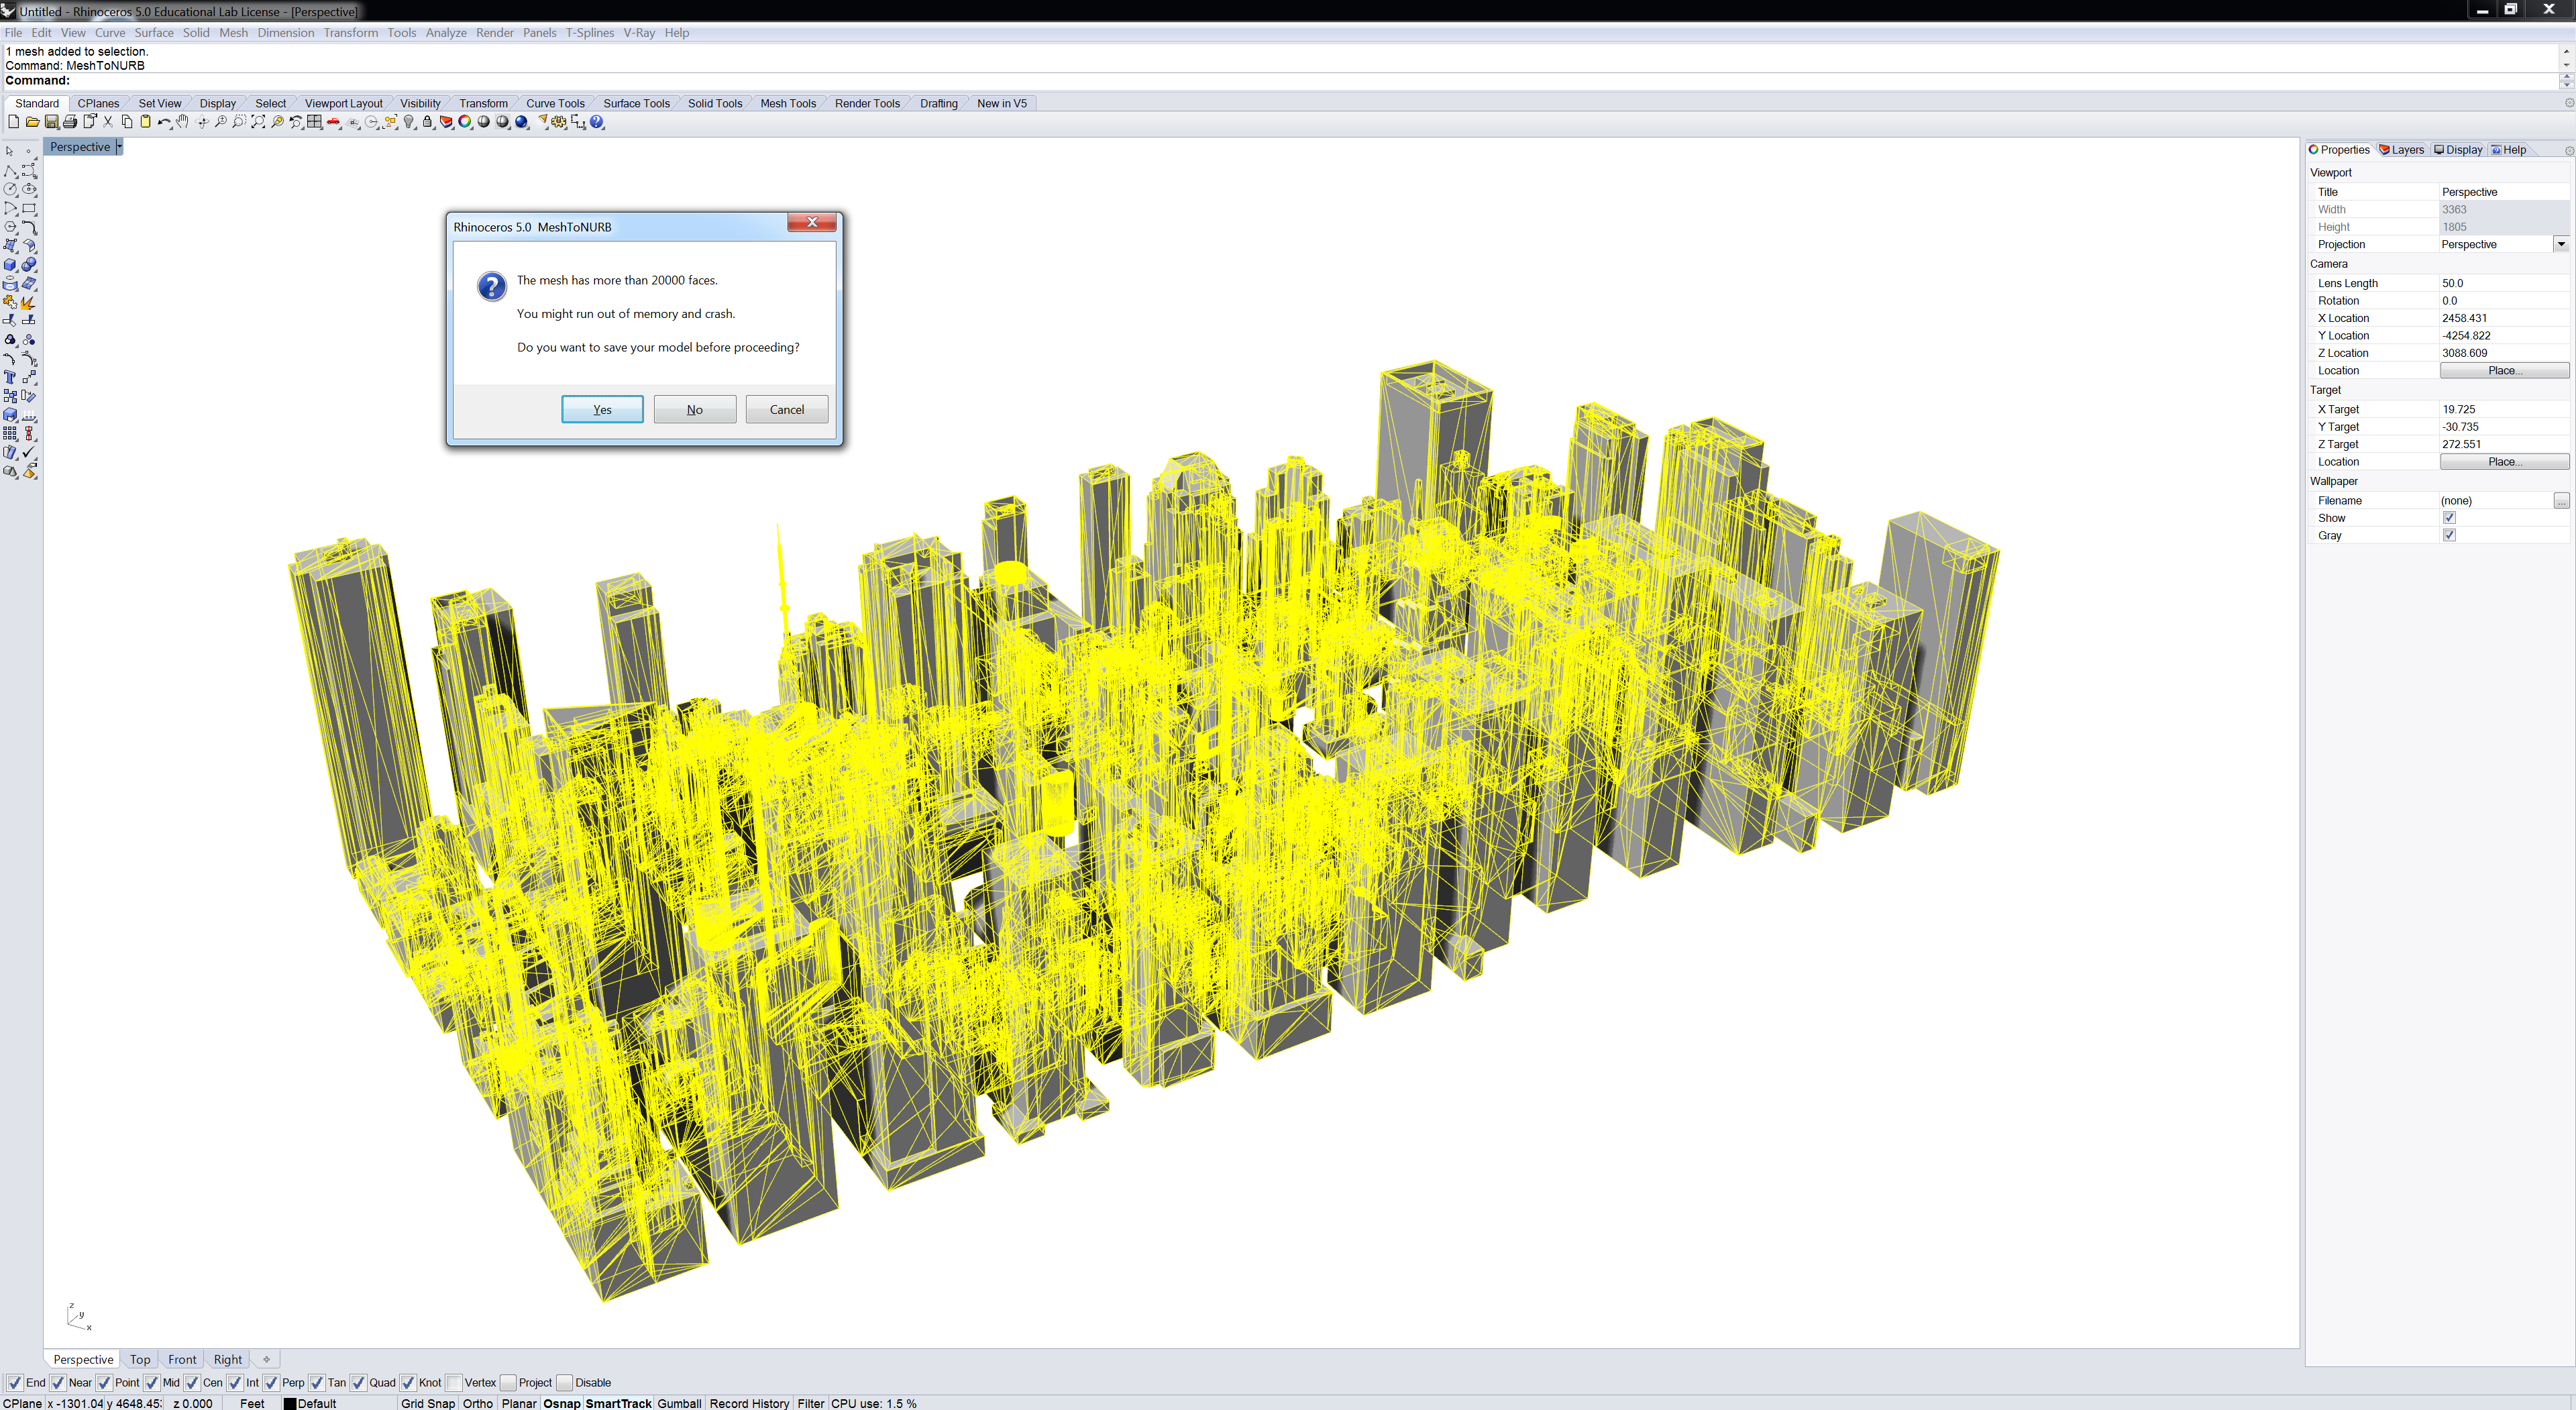 Untitled - Rhinoceros 5.0 Educational Lab License - [Perspective]
File Edit View Curve Surface Solid Mesh Dimension Transform Tools Analyze Render Panels T-Splines V-Ray Help
1 mesh added to selection.
Command: MeshToNURB
Command:
Standard CPlanes Set View Display Select Viewport Layout Visibility Transform Curve Tools Surface Tools Solid Tools Mesh Tools Render Tools Drafting New in V5
Perspective
Rhinoceros 5.0 MeshToNURB
The mesh has more than 20000 faces.
You might run out of memory and crash.
Do you want to save your model before proceeding?
Yes No Cancel
Properties Layers Display Help
Viewport
Title Perspective
Width 3363
Height 1805
Projection Perspective
Camera
Lens Length 50.0
Rotation 0.0
X Location 2458.431
Y Location -4254.822
Z Location 3088.609
Location Place...
Target
X Target 19.725
Y Target -30.735
Z Target 272.551
Location Place...
Wallpaper
Filename (none) ...
Show
Gray
z
y
x
Perspective Top Front Right
End Near Point Mid Cen Int Perp Tan Quad Knot Vertex Project Disable
CPlane x -1301.04 y 4648.453 z 0.000 Feet Default Grid Snap Ortho Planar Osnap SmartTrack Gumball Record History Filter CPU use: 1.5 %